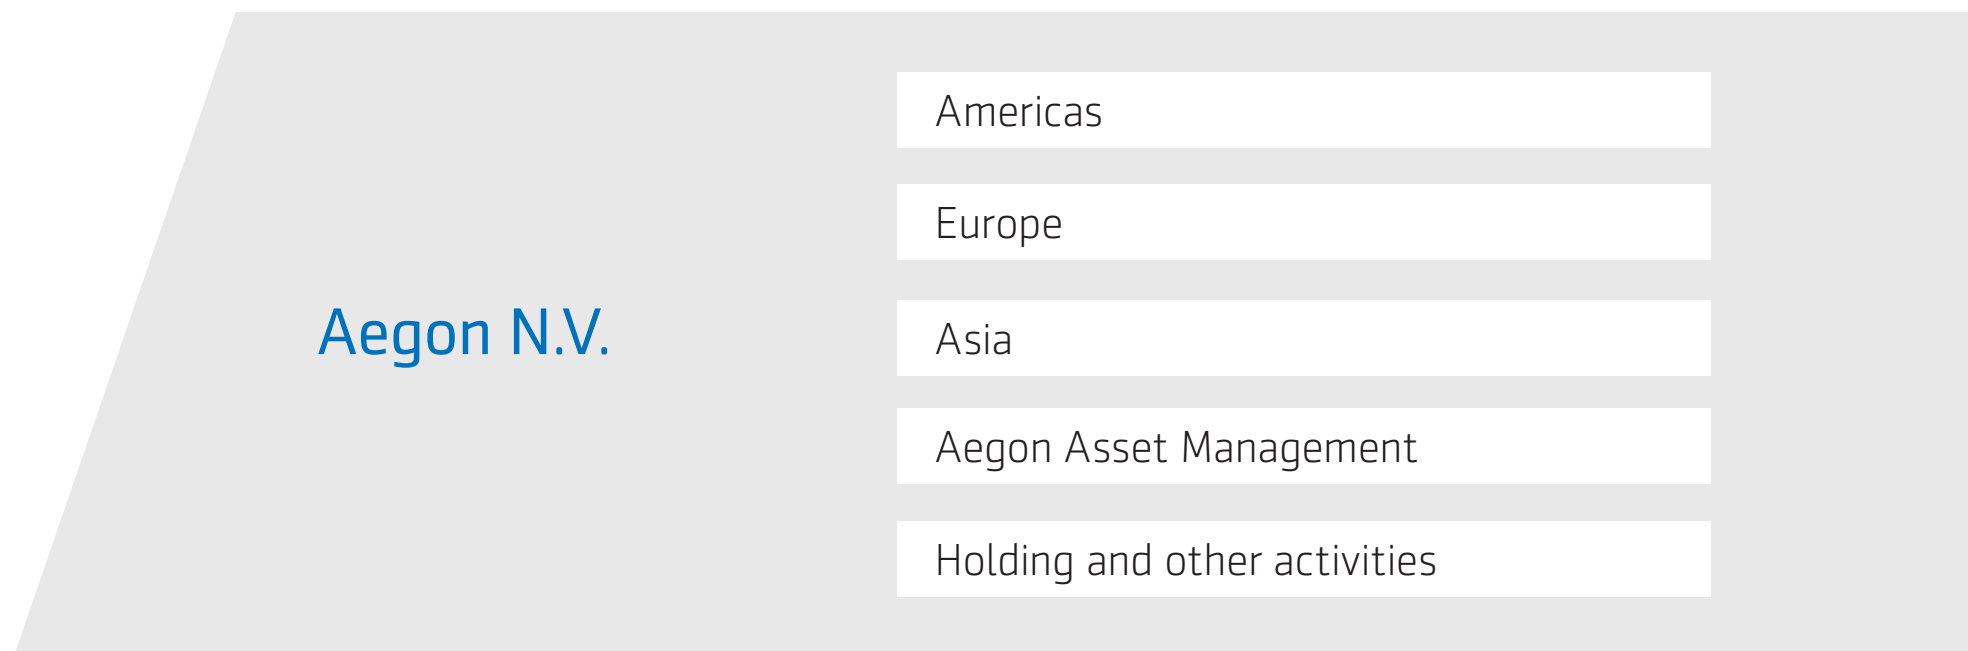 Aegon N.V.
Americas
Europe
Asia
Aegon Asset Management
Holding and other activities